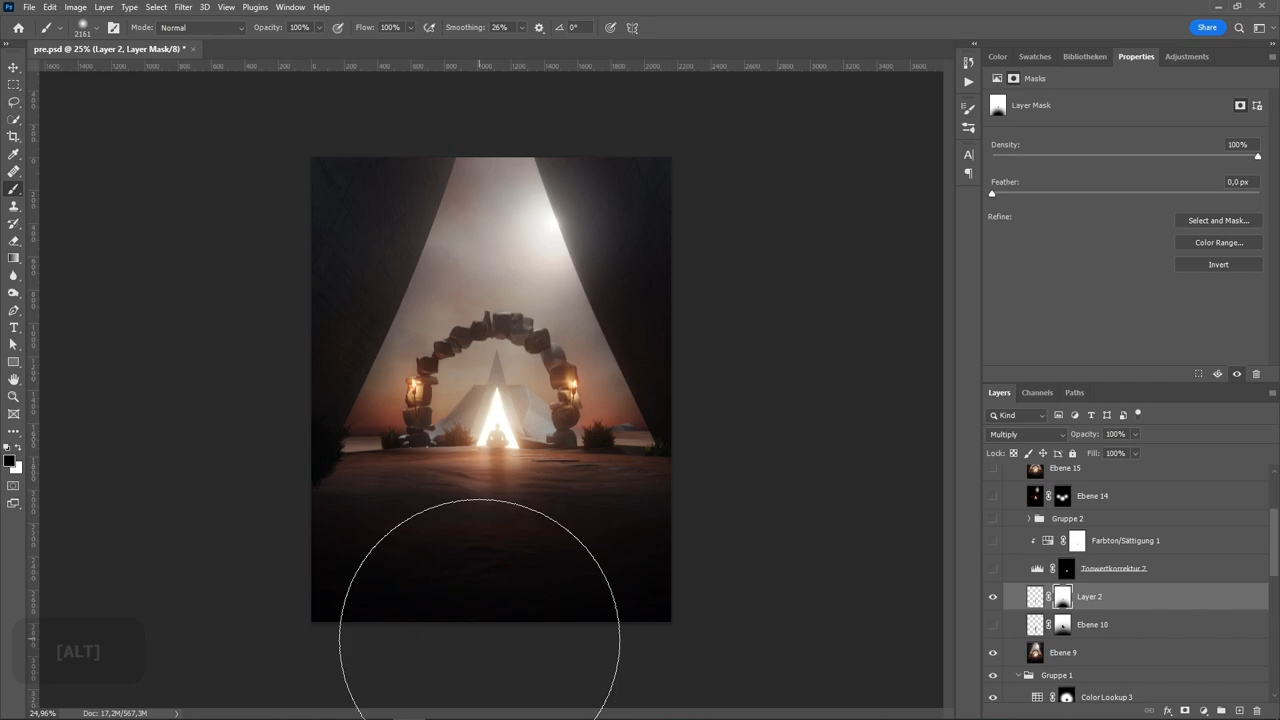 Ps File Edit Image Layer Type Select Filter 3D View Plugins Window Help
2161 Mode: Normal Opacity: 100% Flow: 100% Smoothing: 26% 0° Share
pre.psd @ 25% (Layer 2, Layer Mask/8) *
Color Swatches Bibliotheken Properties Adjustments
Masks
Layer Mask
Density: 100%
Feather: 0,0 px
Refine: Select and Mask...
Color Range...
Invert
Layers Channels Paths
Kind
Multiply Opacity: 100%
Lock: Fill: 100%
Ebene 15
Ebene 14
Gruppe 2
Farbton/Sättigung 1
Tonwertkorrektur 2
Layer 2
Ebene 10
Ebene 9
Gruppe 1
Color Lookup 3
[ALT]
24,96% Doc: 17,2M/567,3M